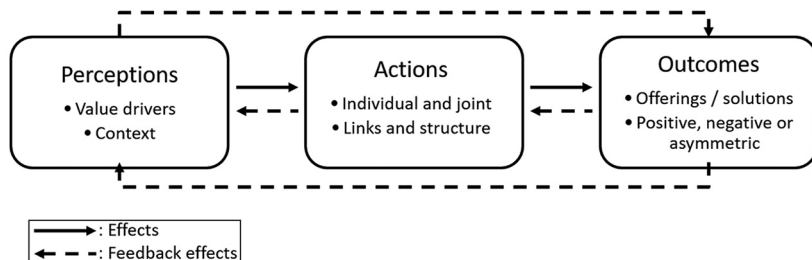 Perceptions
• Value drivers
• Context
Actions
• Individual and joint
• Links and structure
Outcomes
• Offerings / solutions
• Positive, negative or
asymmetric
: Effects
: Feedback effects